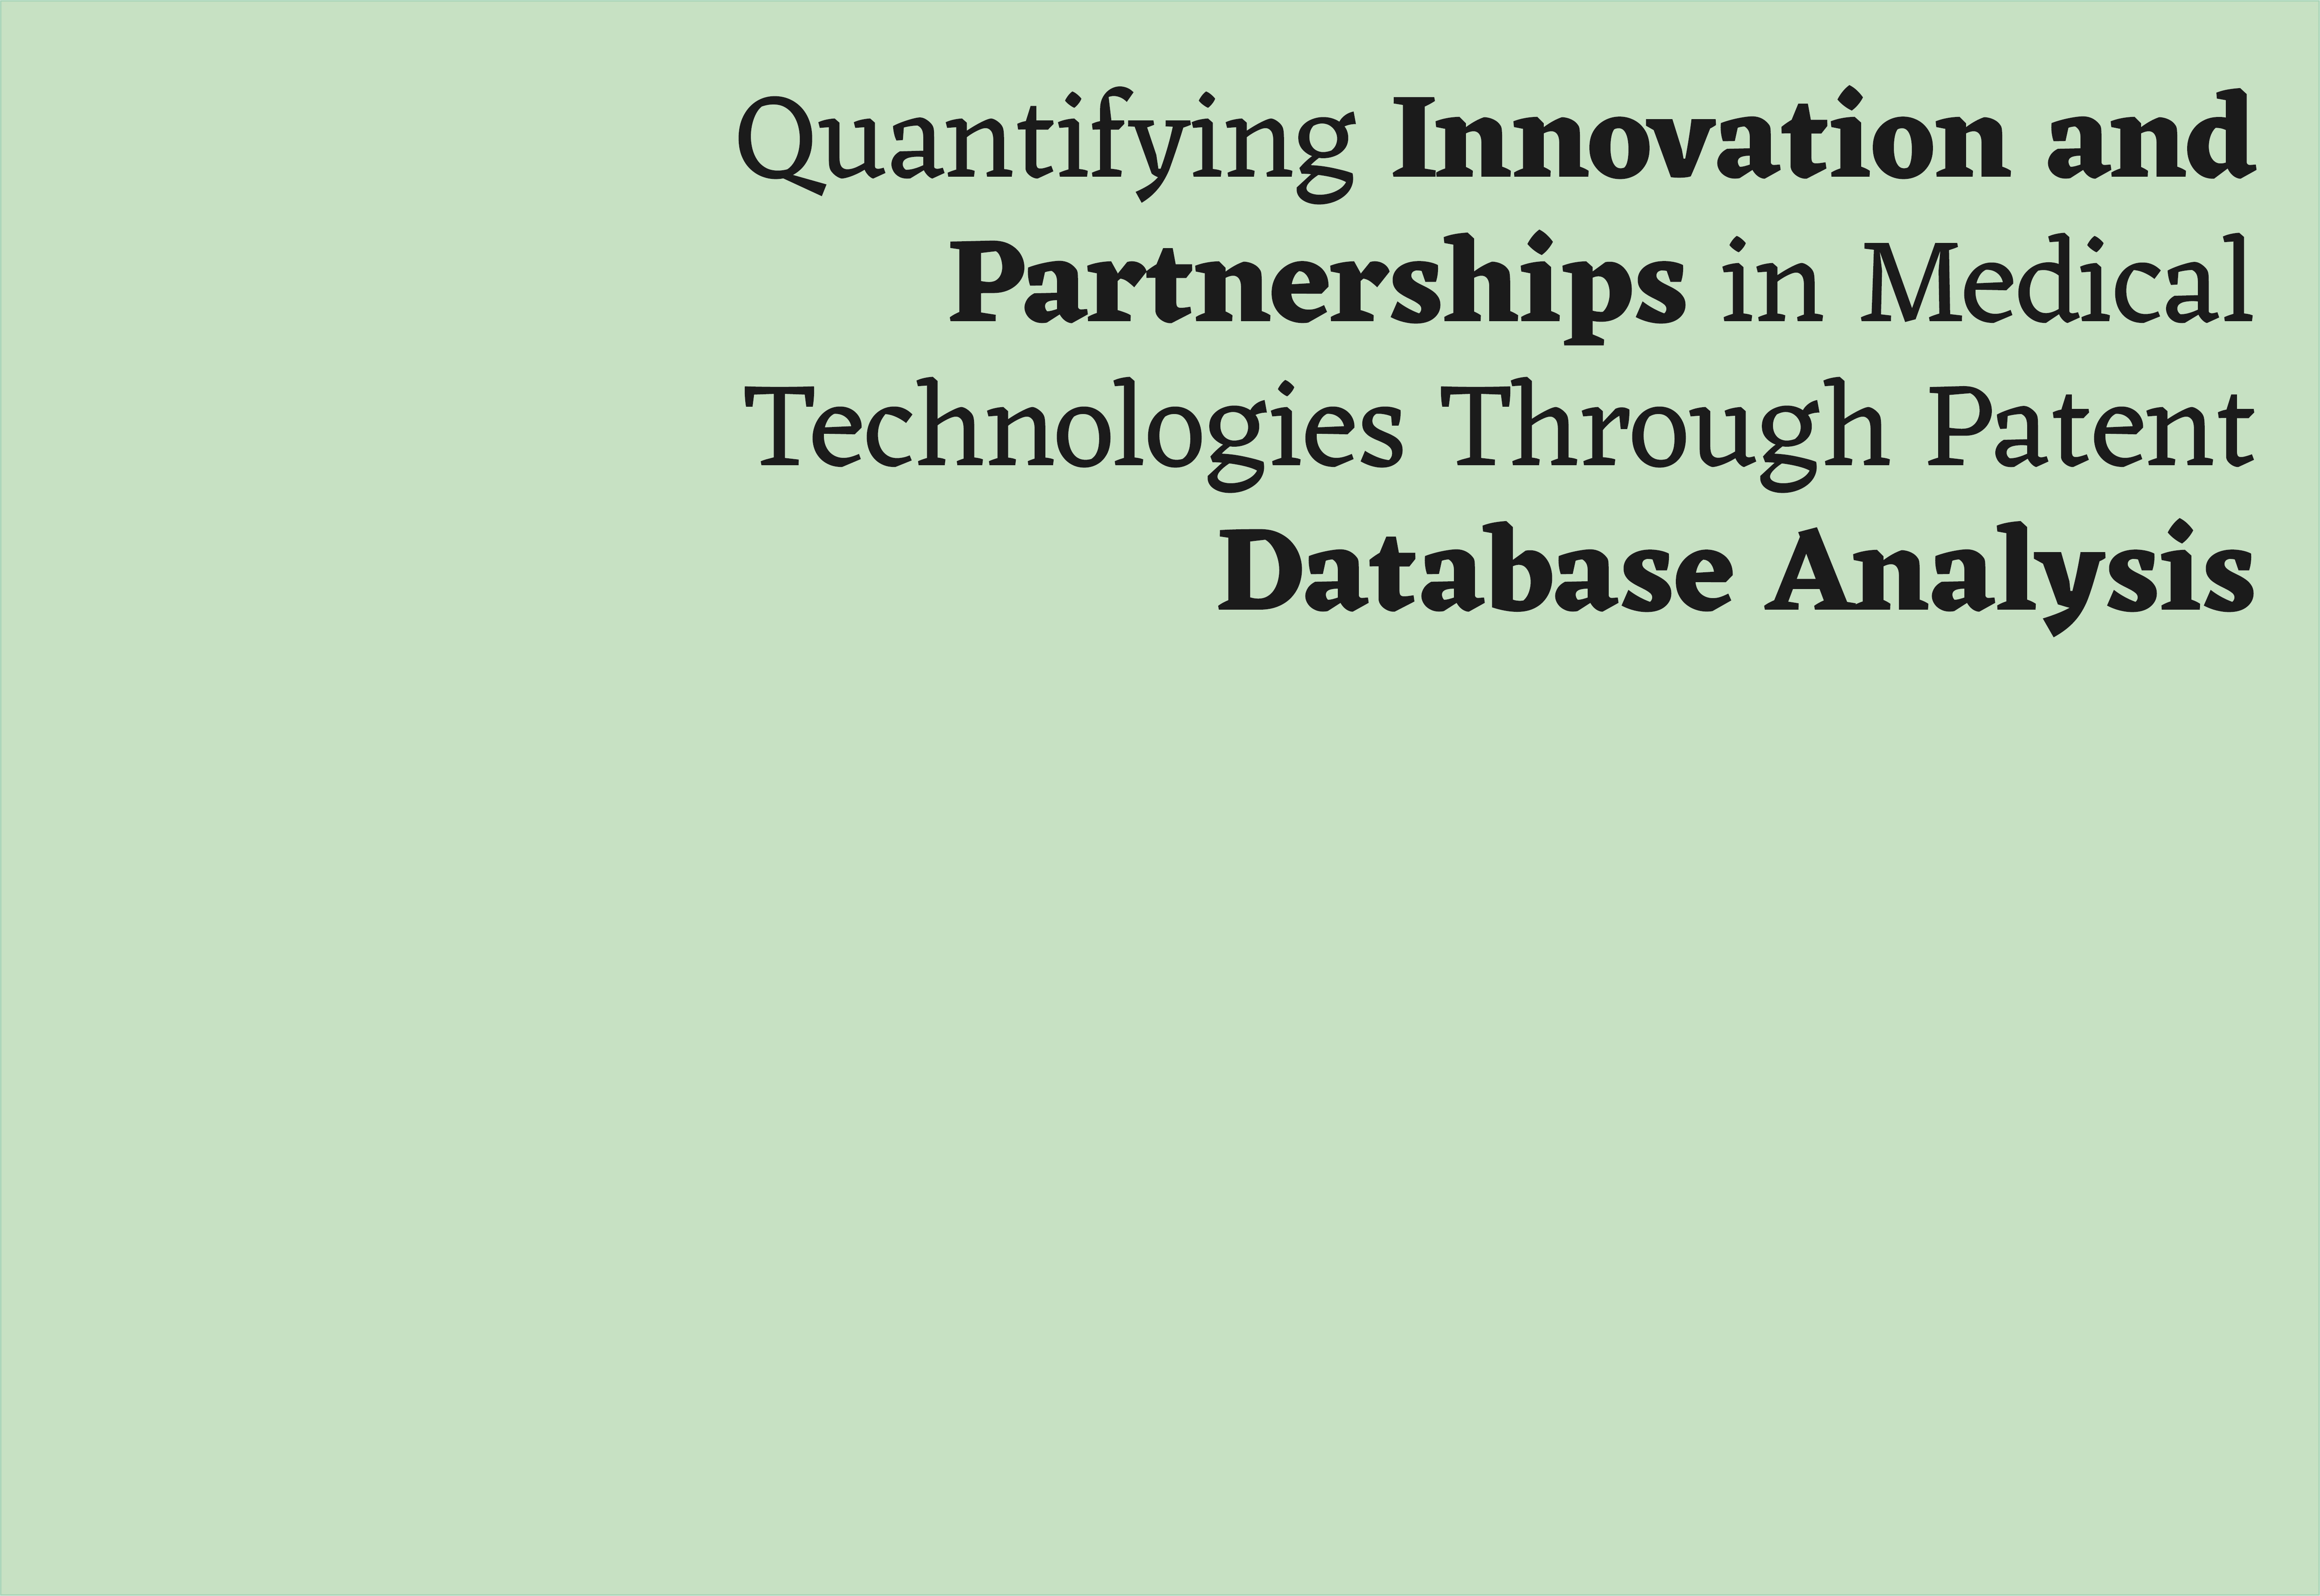 Quantifying Innovation and
Partnerships in Medical
Technologies Through Patent
Database Analysis